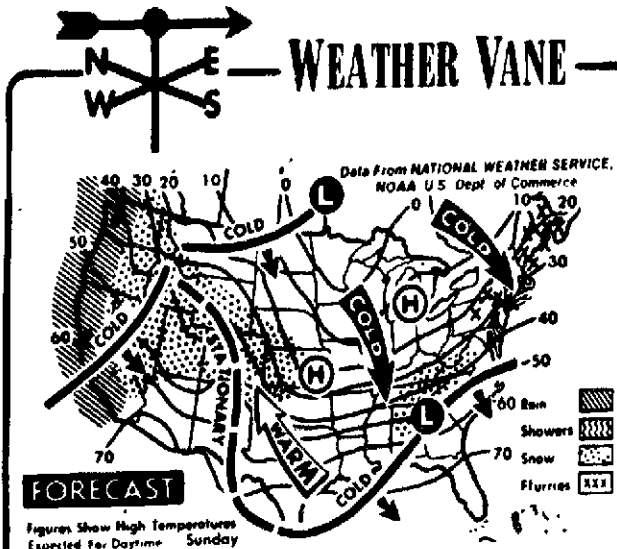 N E
W S
WEATHER VANE
Data From NATIONAL WEATHER SERVICE,
NOAA U.S. Dept of Commerce
40 30 20 10 0
L
COLD
0
COLD
10
20
30
50
COLD
60
STATIONARY
H
COLD
H
40
50
WARM
L
60
70
COLD
70
Rain
Showers
Snow
Flurries
FORECAST
Figures Show High Temperatures
Expected For Daytime Sunday